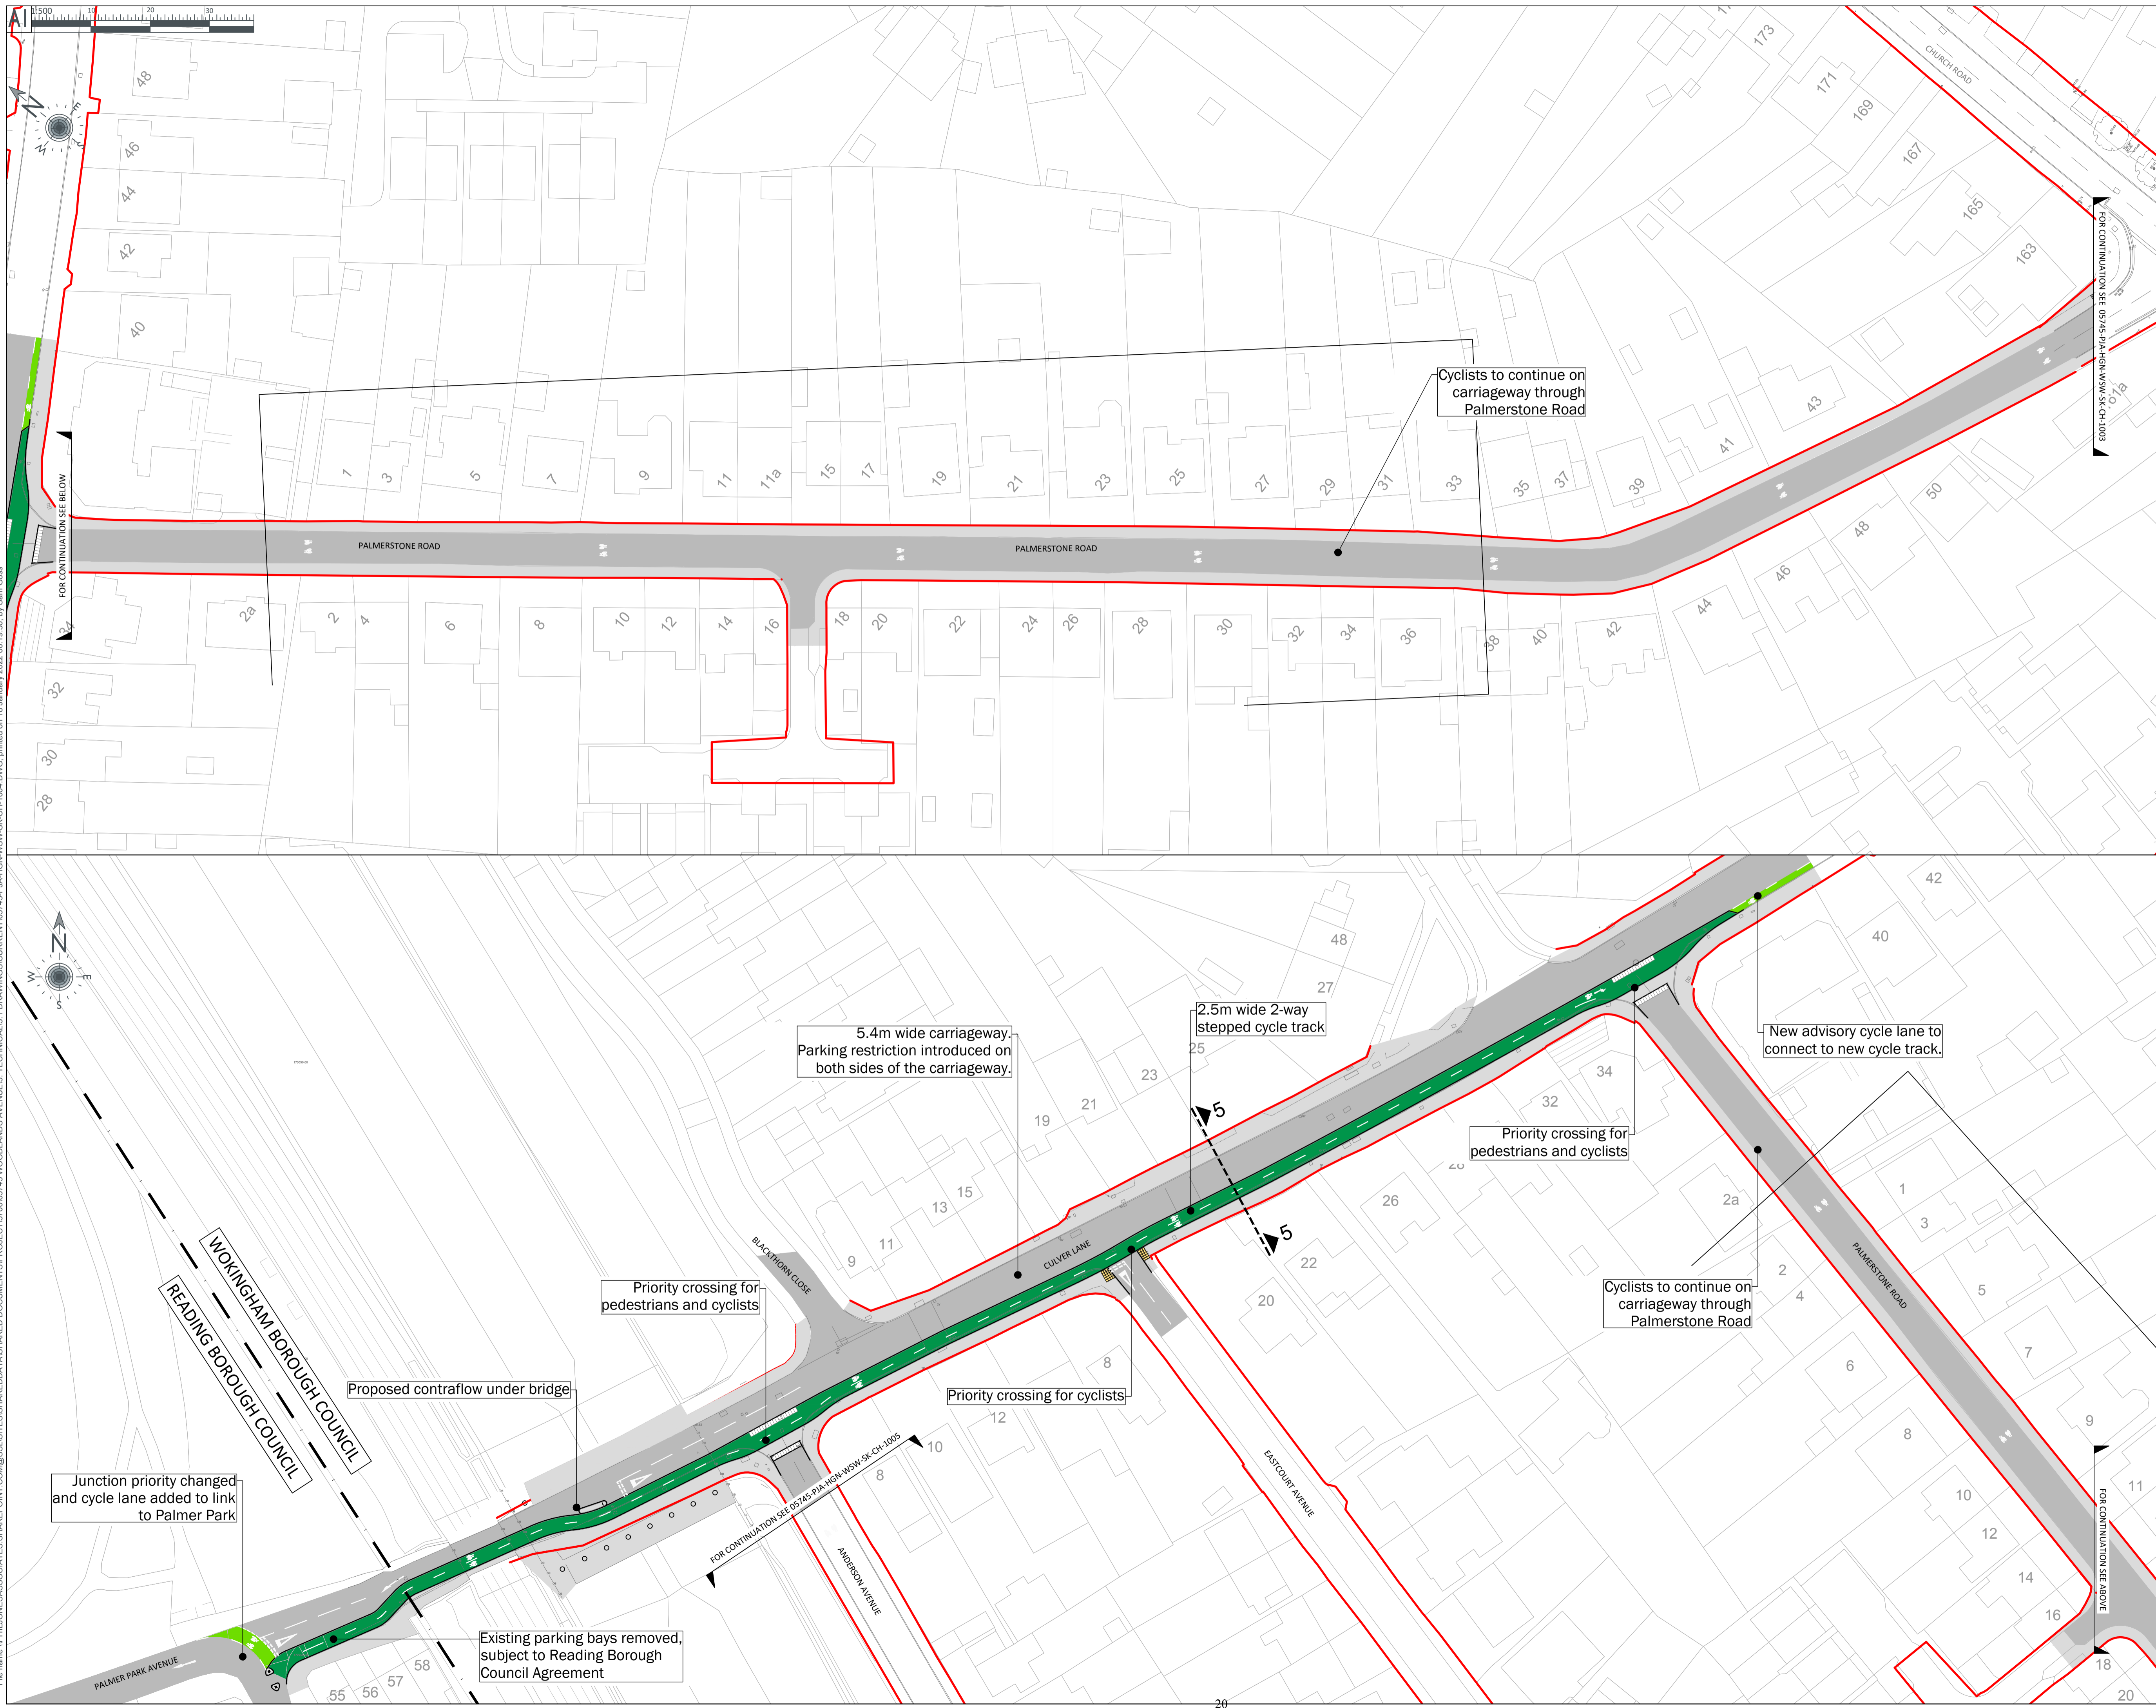 A1
1:500
10
20
30
N
E
S
W
48
46
44
42
40
1
3
5
7
9
11
11a
15
17
19
21
23
25
27
29
31
33
35
37
39
41
43
173
171
169
167
165
163
CHURCH ROAD
FOR CONTINUATION SEE 05745-PJA-HGN-WSW-SK-CH-1003
Cyclists to continue on
carriageway through
Palmerstone Road
FOR CONTINUATION SEE BELOW
PALMERSTONE ROAD
PALMERSTONE ROAD
34
32
30
28
2a
2
4
6
8
10
12
14
16
18
20
22
24
26
28
30
32
34
36
38
40
42
44
46
48
50
N
E
S
W
WOKINGHAM BOROUGH COUNCIL
READING BOROUGH COUNCIL
48
27
25
23
21
19
15
13
11
9
42
40
34
32
26
22
20
8
12
10
8
2.5m wide 2-way
stepped cycle track
5.4m wide carriageway.
Parking restriction introduced on
both sides of the carriageway.
New advisory cycle lane to
connect to new cycle track.
5
5
Priority crossing for
pedestrians and cyclists
CULVER LANE
BLACKTHORN CLOSE
Priority crossing for
pedestrians and cyclists
Proposed contraflow under bridge
Priority crossing for cyclists
Cyclists to continue on
carriageway through
Palmerstone Road
PALMERSTONE ROAD
2a
1
3
2
4
5
7
6
9
8
11
10
12
14
16
18
20
FOR CONTINUATION SEE ABOVE
FOR CONTINUATION SEE 05745-PJA-HGN-WSW-SK-CH-1005
EASTCOURT AVENUE
ANDERSON AVENUE
Junction priority changed
and cycle lane added to link
to Palmer Park
Existing parking bays removed,
subject to Reading Borough
Council Agreement
PALMER PARK AVENUE
55
56
57
58
20